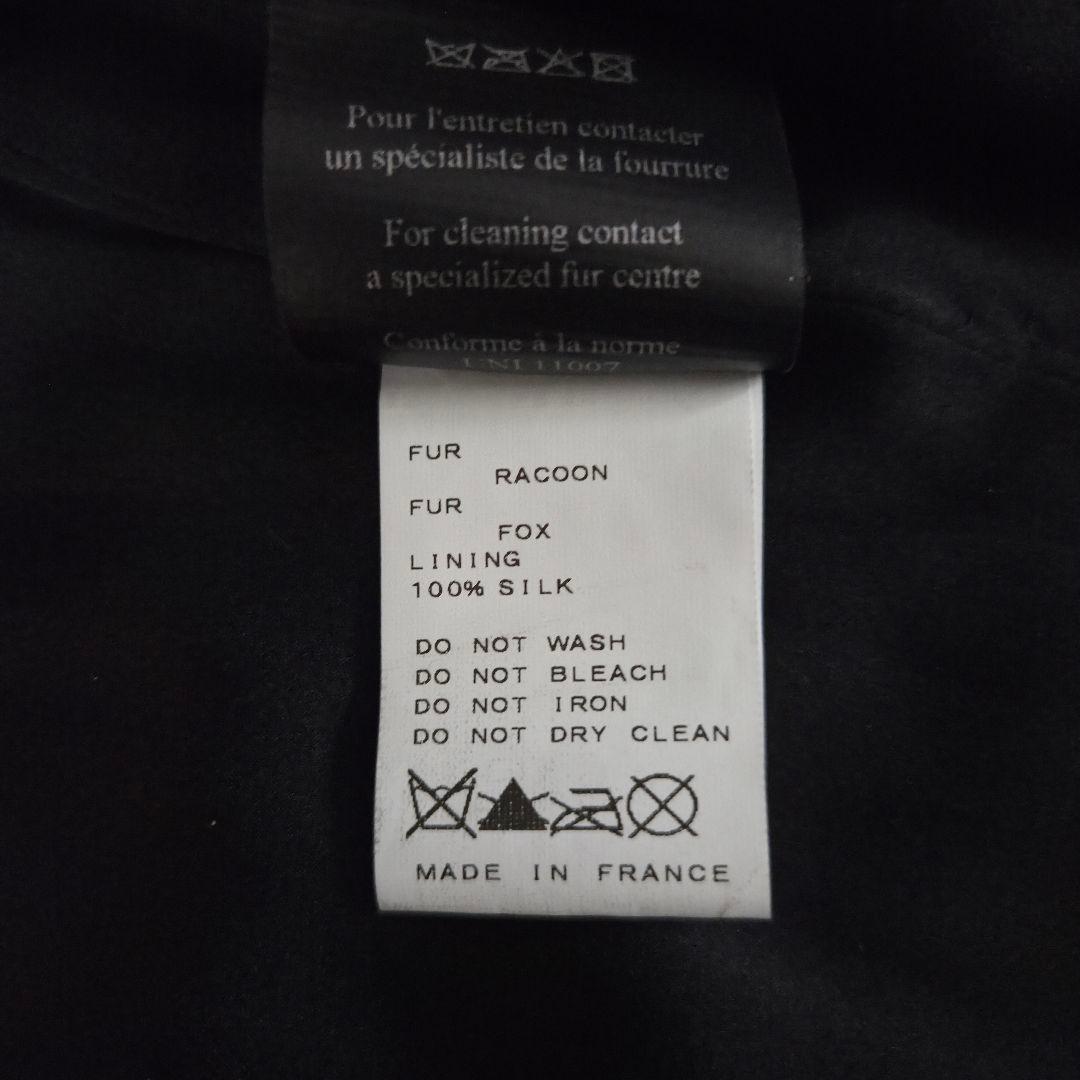 Pour l'entretien contacter
un spécialiste de la fourrure
For cleaning contact
a specialized fur centre
Conforme à la norme
UNI 11007
FUR
RACOON
FUR
FOX
LINING
100% SILK
DO NOT WASH
DO NOT BLEACH
DO NOT IRON
DO NOT DRY CLEAN
MADE IN FRANCE